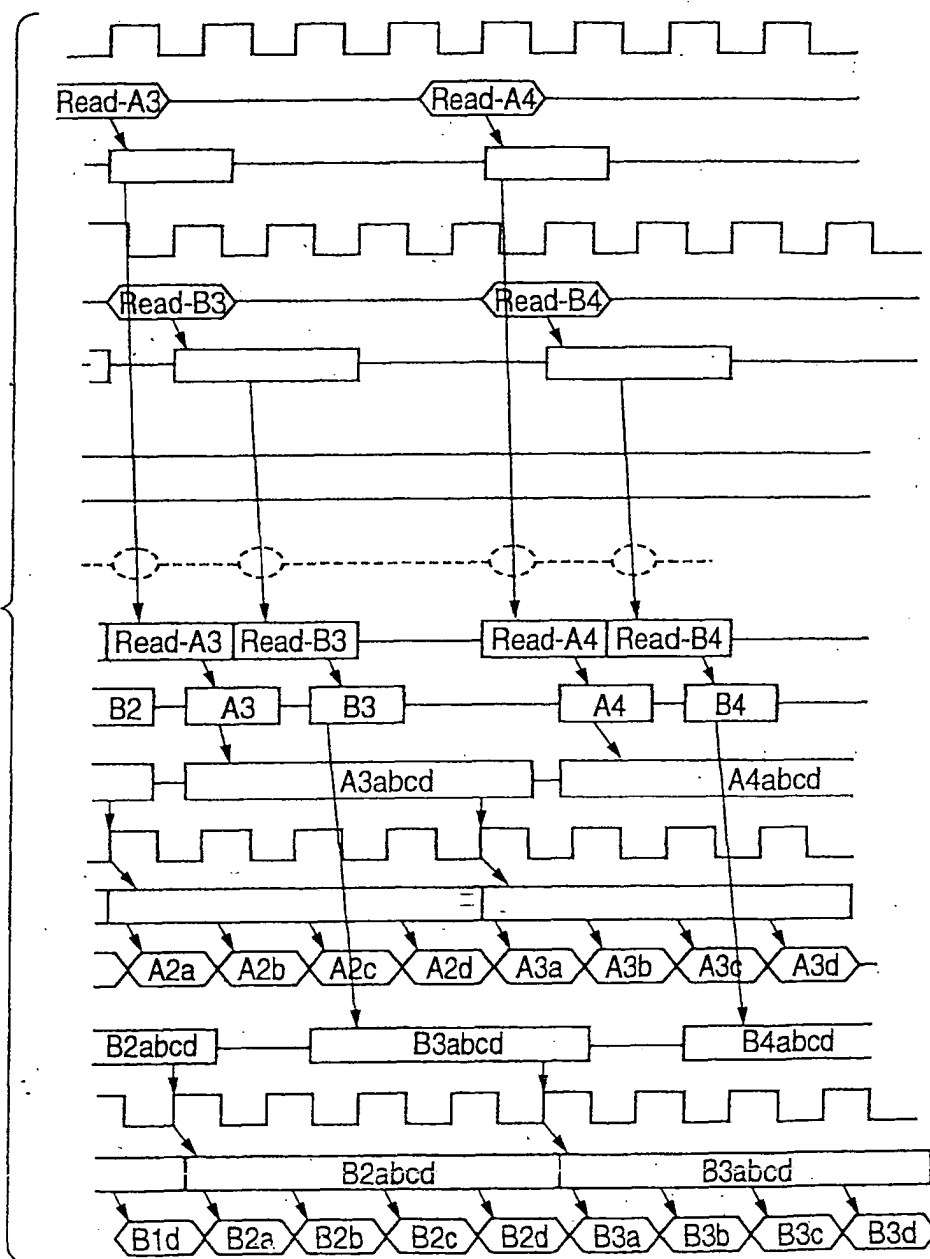 Read-A3 Read-A4
Read-B3 Read-B4
Read-A3 Read-B3 Read-A4 Read-B4
B2 A3 B3 A4 B4
A3abcd A4abcd
A2a A2b A2c A2d A3a A3b A3c A3d
B2abcd B3abcd B4abcd
B2abcd B3abcd
B1d B2a B2b B2c B2d B3a B3b B3c B3d